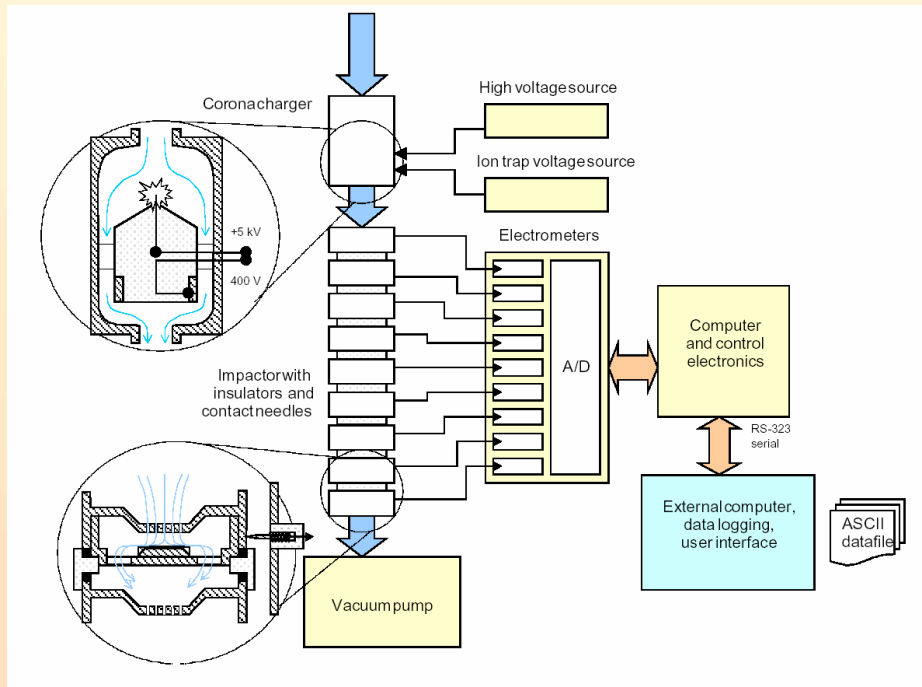 High voltage source
Corona charger
Ion trap voltage source
+5 kV
400 V
Electrometers
A/D
Computer
and control
electronics
Impactor with
insulators and
contact needles
RS-323
serial
External computer,
data logging,
user interface
ASCII
datafile
Vacuum pump